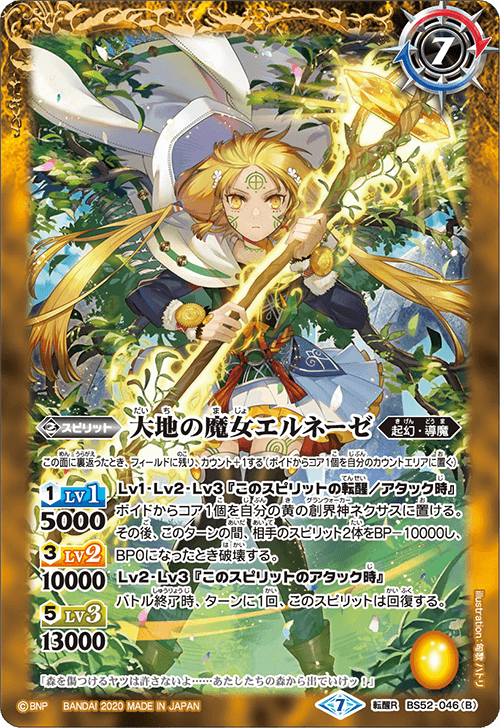 7
スピリット
大地の魔女エルネーゼ
起幻・導魔
この面に裏返ったとき、フィールドに残り、カウント+1する(ボイドからコア1個を自分のカウントエリアに置く)
1 LV1
5000
3 LV2
10000
5 LV3
13000
Lv1・Lv2・Lv3『このスピリットの転醒/アタック時』
ボイドからコア1個を自分の黄の創界神ネクサスに置ける。
その後、このターンの間、相手のスピリット2体をBP-10000し、
BP0になったとき破壊する。
Lv2・Lv3『このスピリットのアタック時』
バトル終了時、ターンに1回、このスピリットは回復する。
「森を傷つけるヤツは許さないよ……あたしたちの森から出ていけッ！」
illustration:匈歌ハトリ
©BNP BANDAI 2020 MADE IN JAPAN
7
転醒R BS52-046(B)